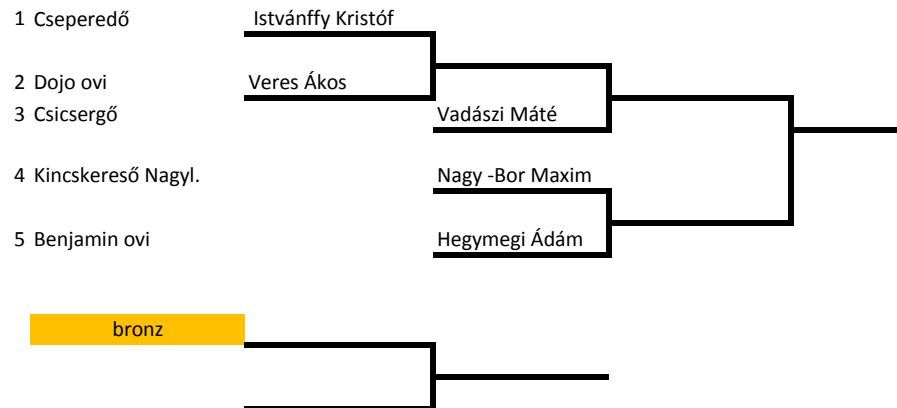 1 Cseperedő Istvánffy Kristóf
2 Dojo ovi Veres Ákos
3 Csicsergő Vadászi Máté
4 Kincskereső Nagyl. Nagy -Bor Maxim
5 Benjamin ovi Hegymegi Ádám
bronz